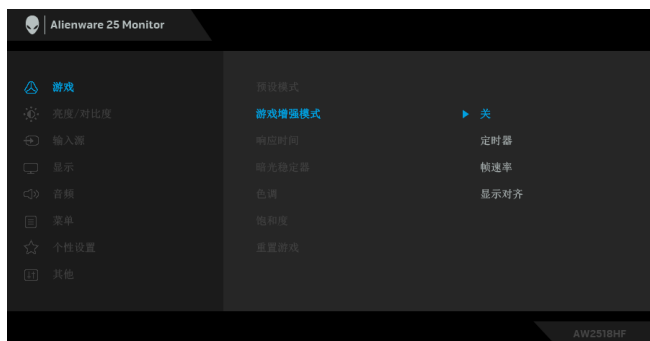 Alienware 25 Monitor
游戏 预设模式
亮度/对比度 游戏增强模式 关
输入源 响应时间 定时器
显示 暗光稳定器 帧速率
音频 色调 显示对齐
菜单 饱和度
个性设置 重置游戏
其他
AW2518HF